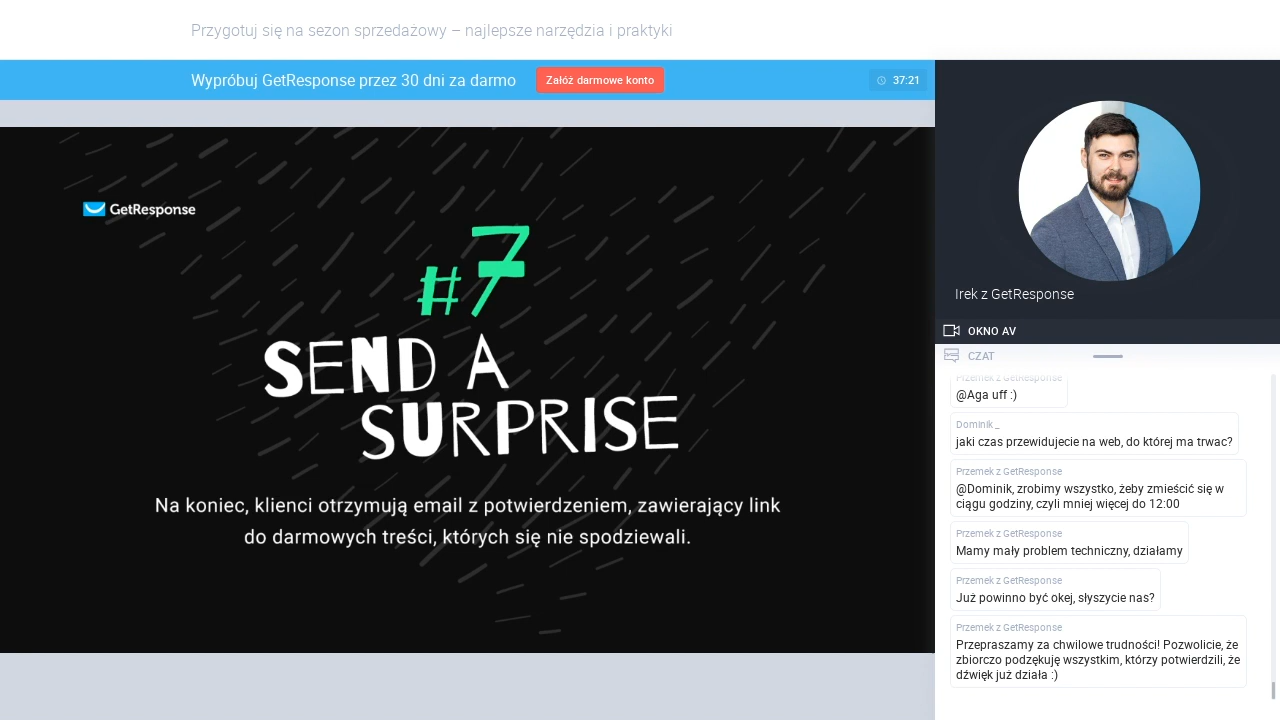 Przygotuj się na sezon sprzedażowy – najlepsze narzędzia i praktyki
Wypróbuj GetResponse przez 30 dni za darmo
Załóż darmowe konto
37:21
GetResponse
#7
SEND A
SURPRISE
Na koniec, klienci otrzymują email z potwierdzeniem, zawierający link
do darmowych treści, których się nie spodziewali.
Irek z GetResponse
OKNO AV
CZAT
Przemek z GetResponse
@Aga uff :)
Dominik _
jaki czas przewidujecie na web, do której ma trwac?
Przemek z GetResponse
@Dominik, zrobimy wszystko, żeby zmieścić się w
ciągu godziny, czyli mniej więcej do 12:00
Przemek z GetResponse
Mamy mały problem techniczny, działamy
Przemek z GetResponse
Już powinno być okej, słyszycie nas?
Przemek z GetResponse
Przepraszamy za chwilowe trudności! Pozwolicie, że
zbiorczo podzękuję wszystkim, którzy potwierdzili, że
dźwięk już działa :)